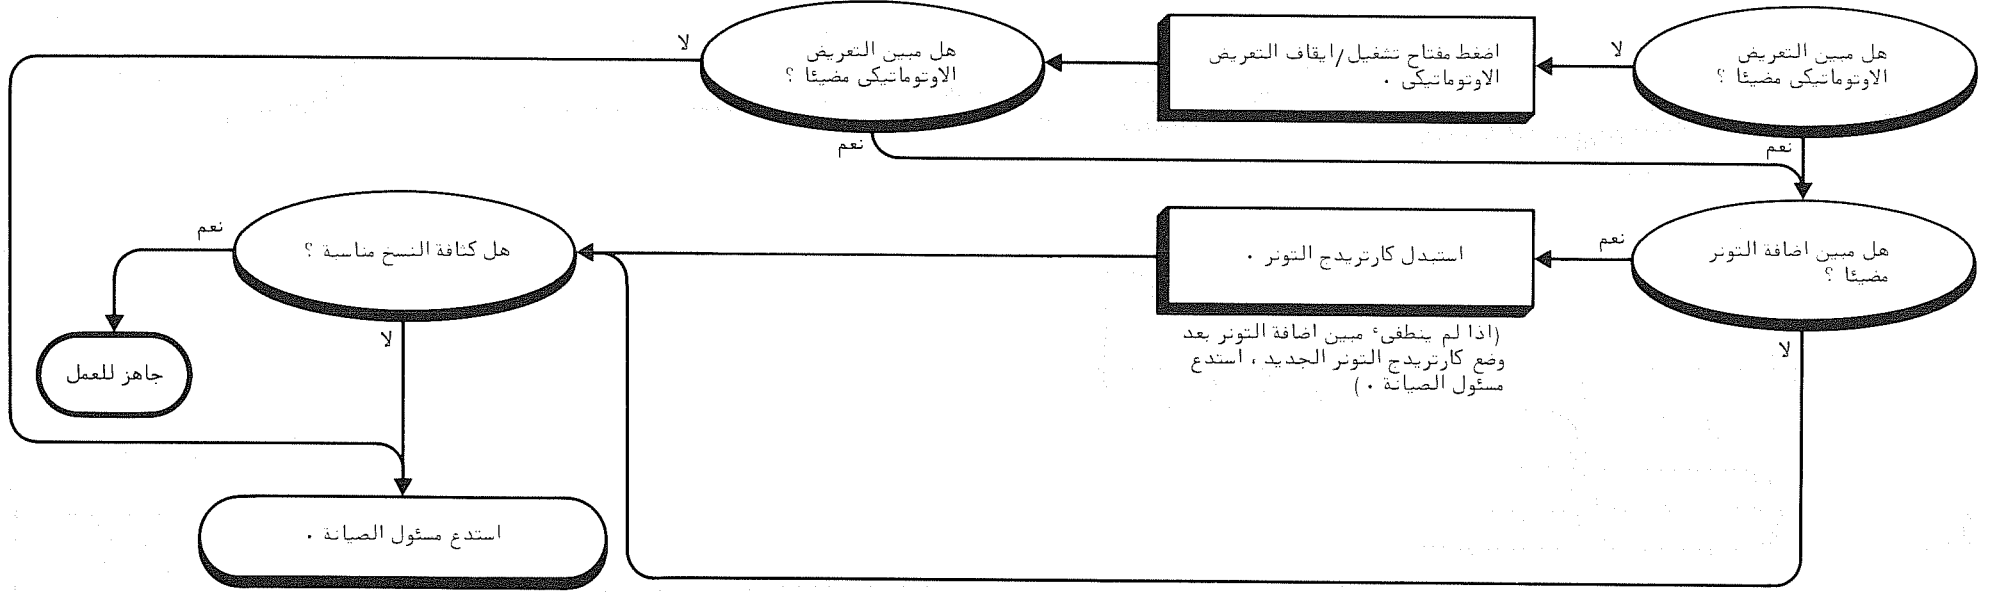 هل مبين التعريض
الاوتوماتيكى مضيئا ؟
لا
اضغط مفتاح تشغيل/ايقاف التعريض
الاوتوماتيكى .
هل مبين التعريض
الاوتوماتيكى مضيئا ؟
لا
نعم
نعم
هل مبين اضافة التونر
مضيئا ؟
نعم
استبدل كارتريدج التونر .
(اذا لم ينطفىء مبين اضافة التونر بعد
وضع كارتريدج التونر الجديد ، استدع
مسئول الصيانة . )
لا
هل كثافة النسخ مناسبة ؟
نعم
لا
جاهز للعمل
استدع مسئول الصيانة .